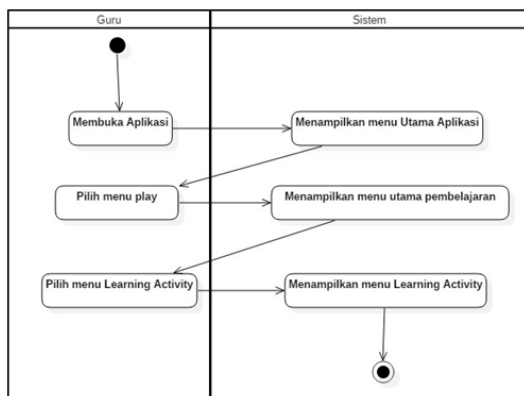 Guru
Sistem
Membuka Aplikasi
Menampilkan menu Utama Aplikasi
Pilih menu play
Menampilkan menu utama pembelajaran
Pilih menu Learning Activity
Menampilkan menu Learning Activity